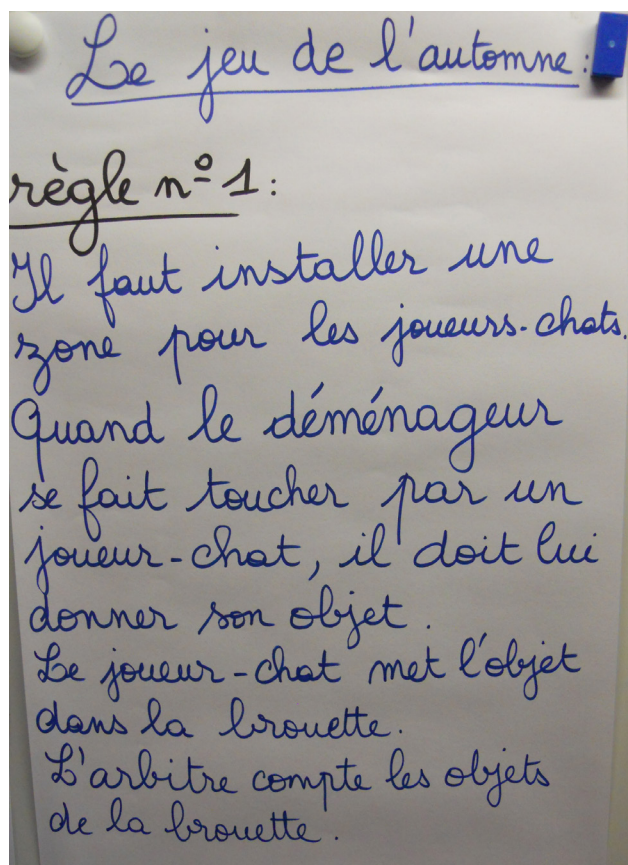 Le jeu de l'automne :
règle nº 1 :
Il faut installer une
zone pour les joueurs-chats.
Quand le déménageur
se fait toucher par un
joueur-chat, il doit lui
donner son objet.
Le joueur-chat met l'objet
dans la brouette.
L'arbitre compte les objets
de la brouette.